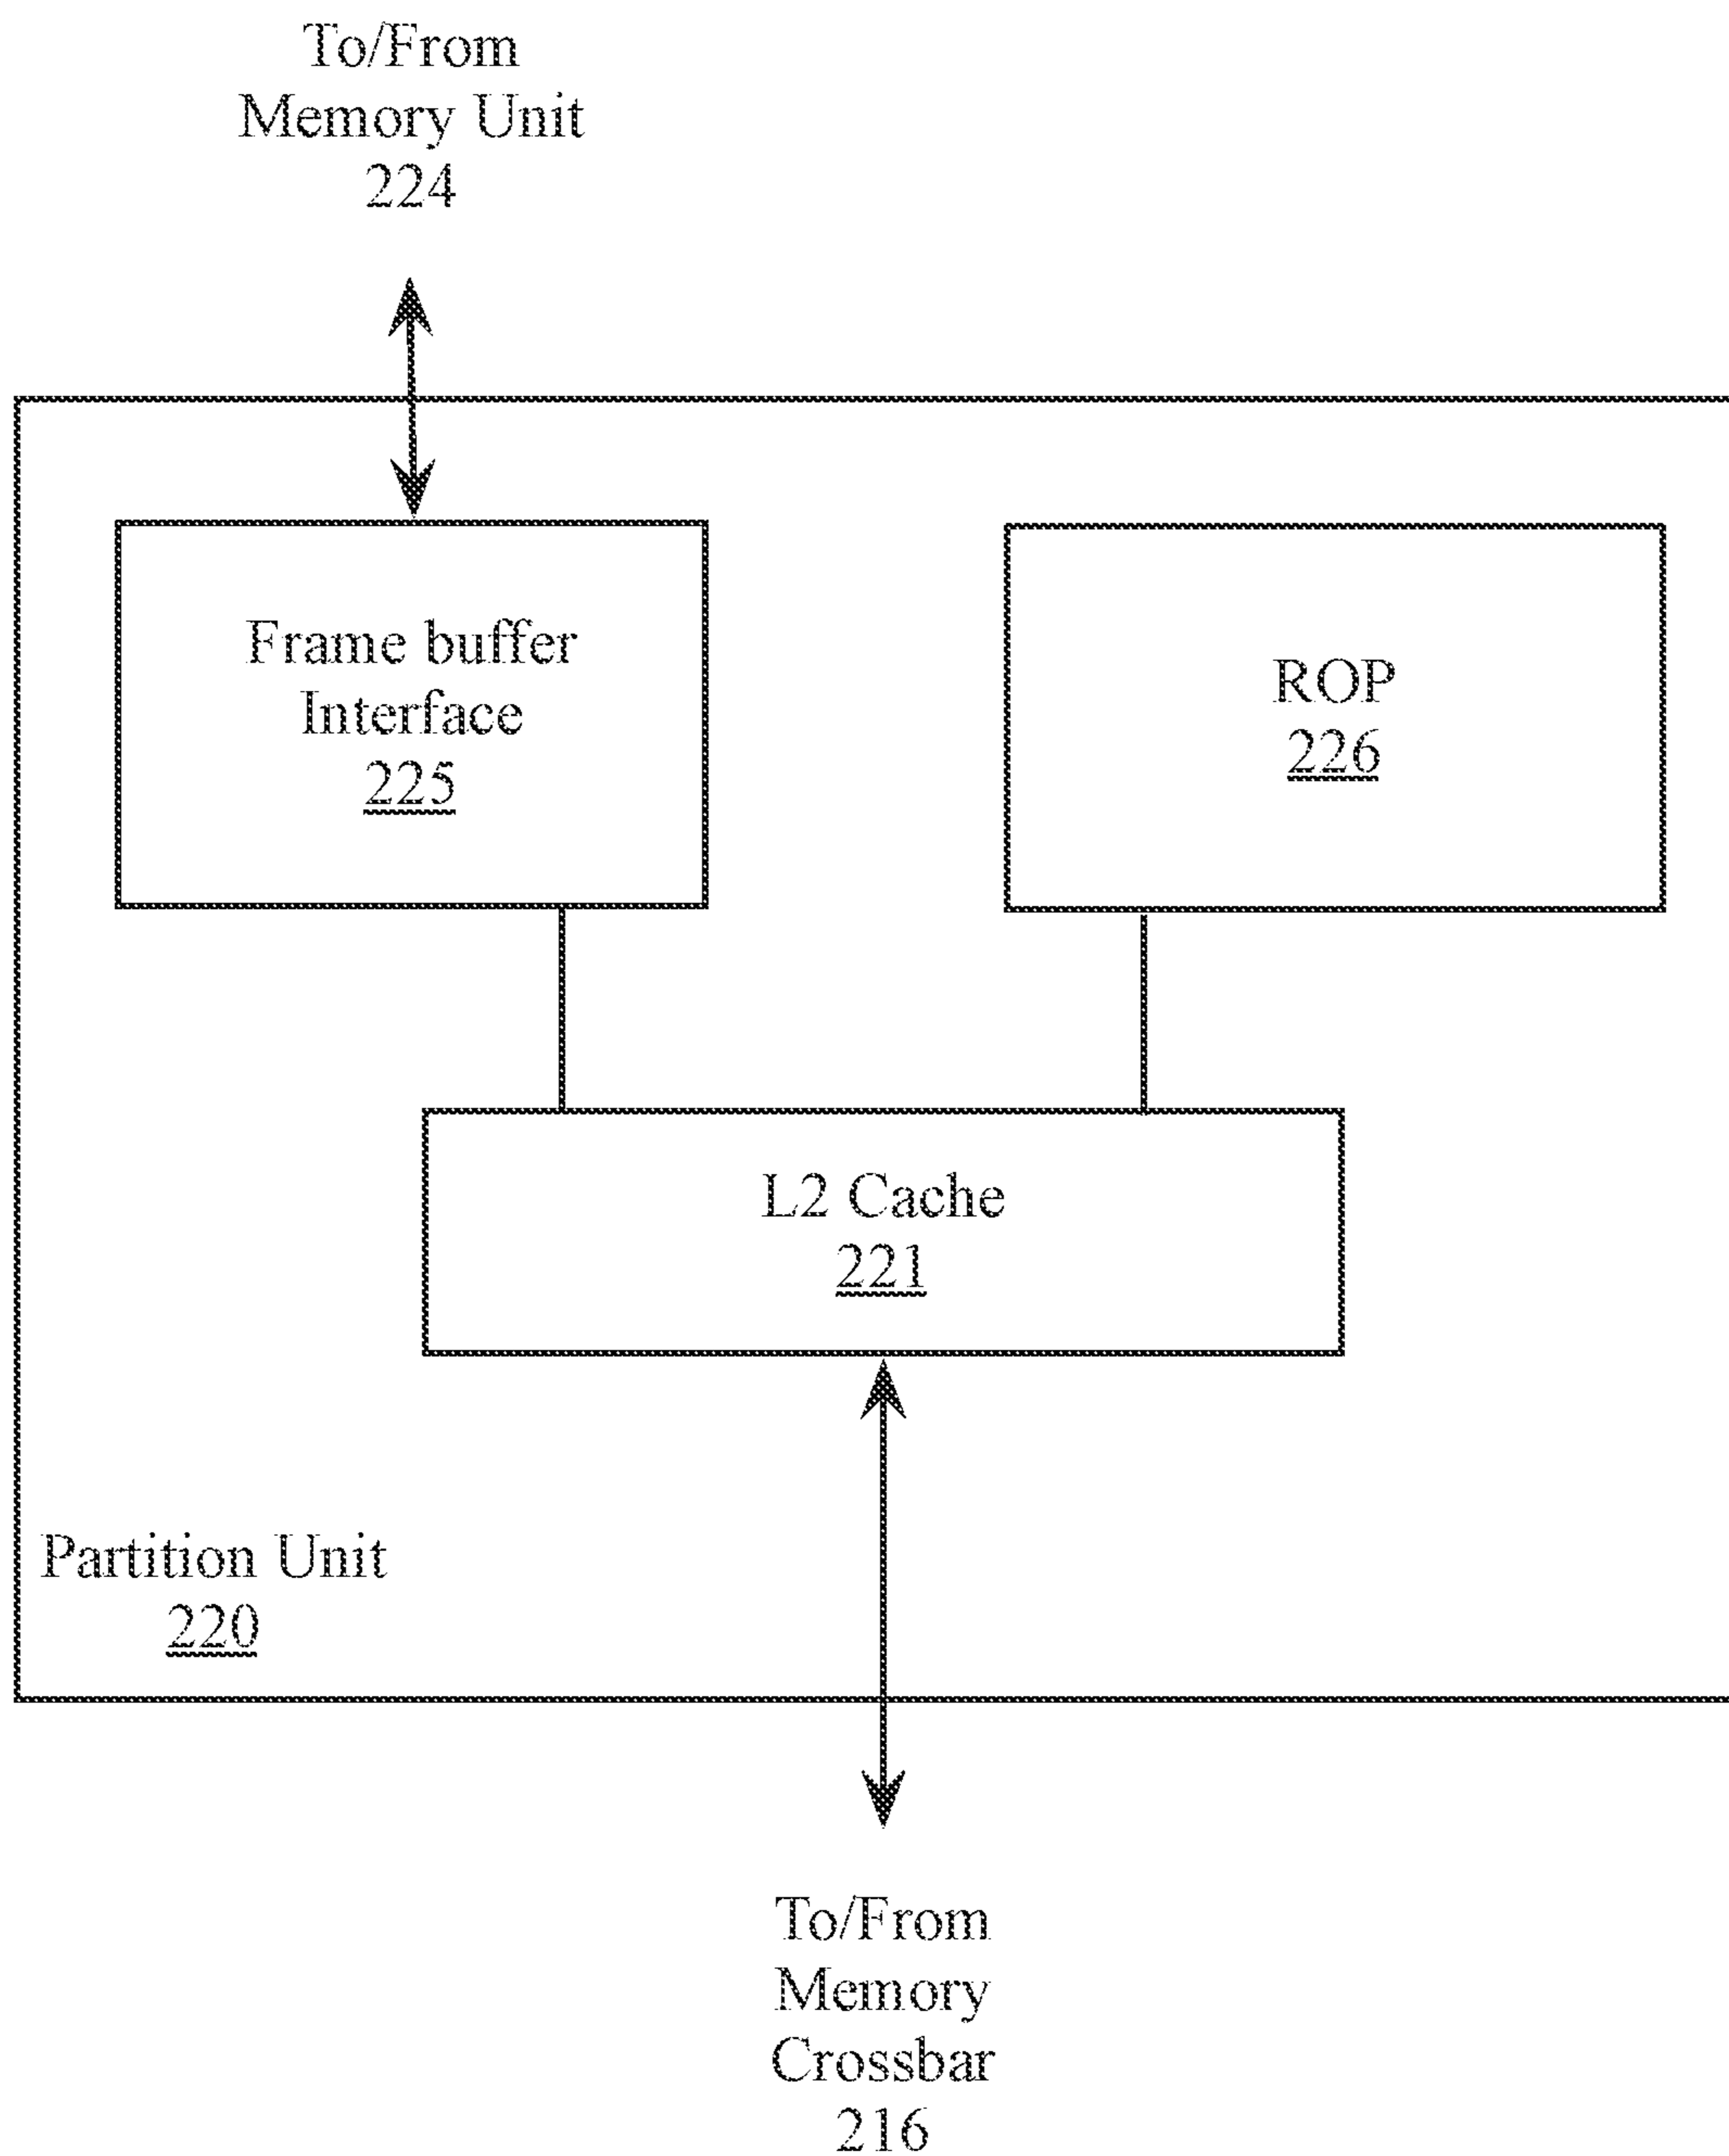 To/From
Memory Unit
224
Frame buffer
Interface
225
ROP
226
L2 Cache
221
Partition Unit
220
To/From
Memory
Crossbar
216